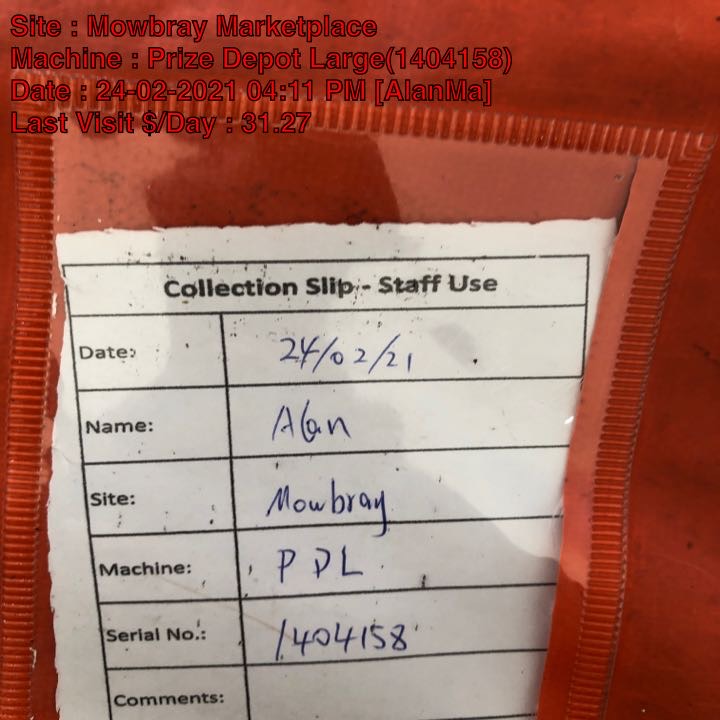 Site : Mowbray Marketplace
Machine : Prize Depot Large(1404158)
Date : 24-02-2021 04:11 PM [AlanMa]
Last Visit $/Day : 31.27
Collection Slip - Staff Use
Date: 24/02/21
Name: Alan
Site: Mowbray
Machine: PDL
Serial No.: 1404158
Comments: